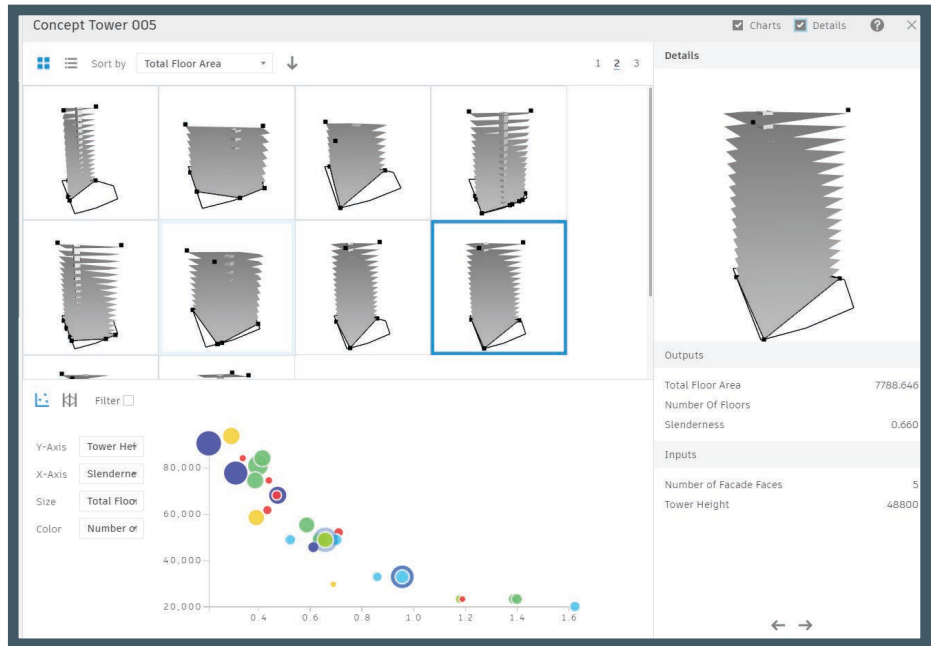 Concept Tower 005
Charts Details
Sort by Total Floor Area
1 2 3
Details
Outputs
Total Floor Area 7788.646
Number Of Floors
Slenderness 0.660
Inputs
Number of Facade Faces 5
Tower Height 48800
Filter
Y-Axis Tower Hei
X-Axis Slenderne
Size Total Floor
Color Number of
80,000
60,000
40,000
20,000
0.4 0.6 0.8 1.0 1.2 1.4 1.6